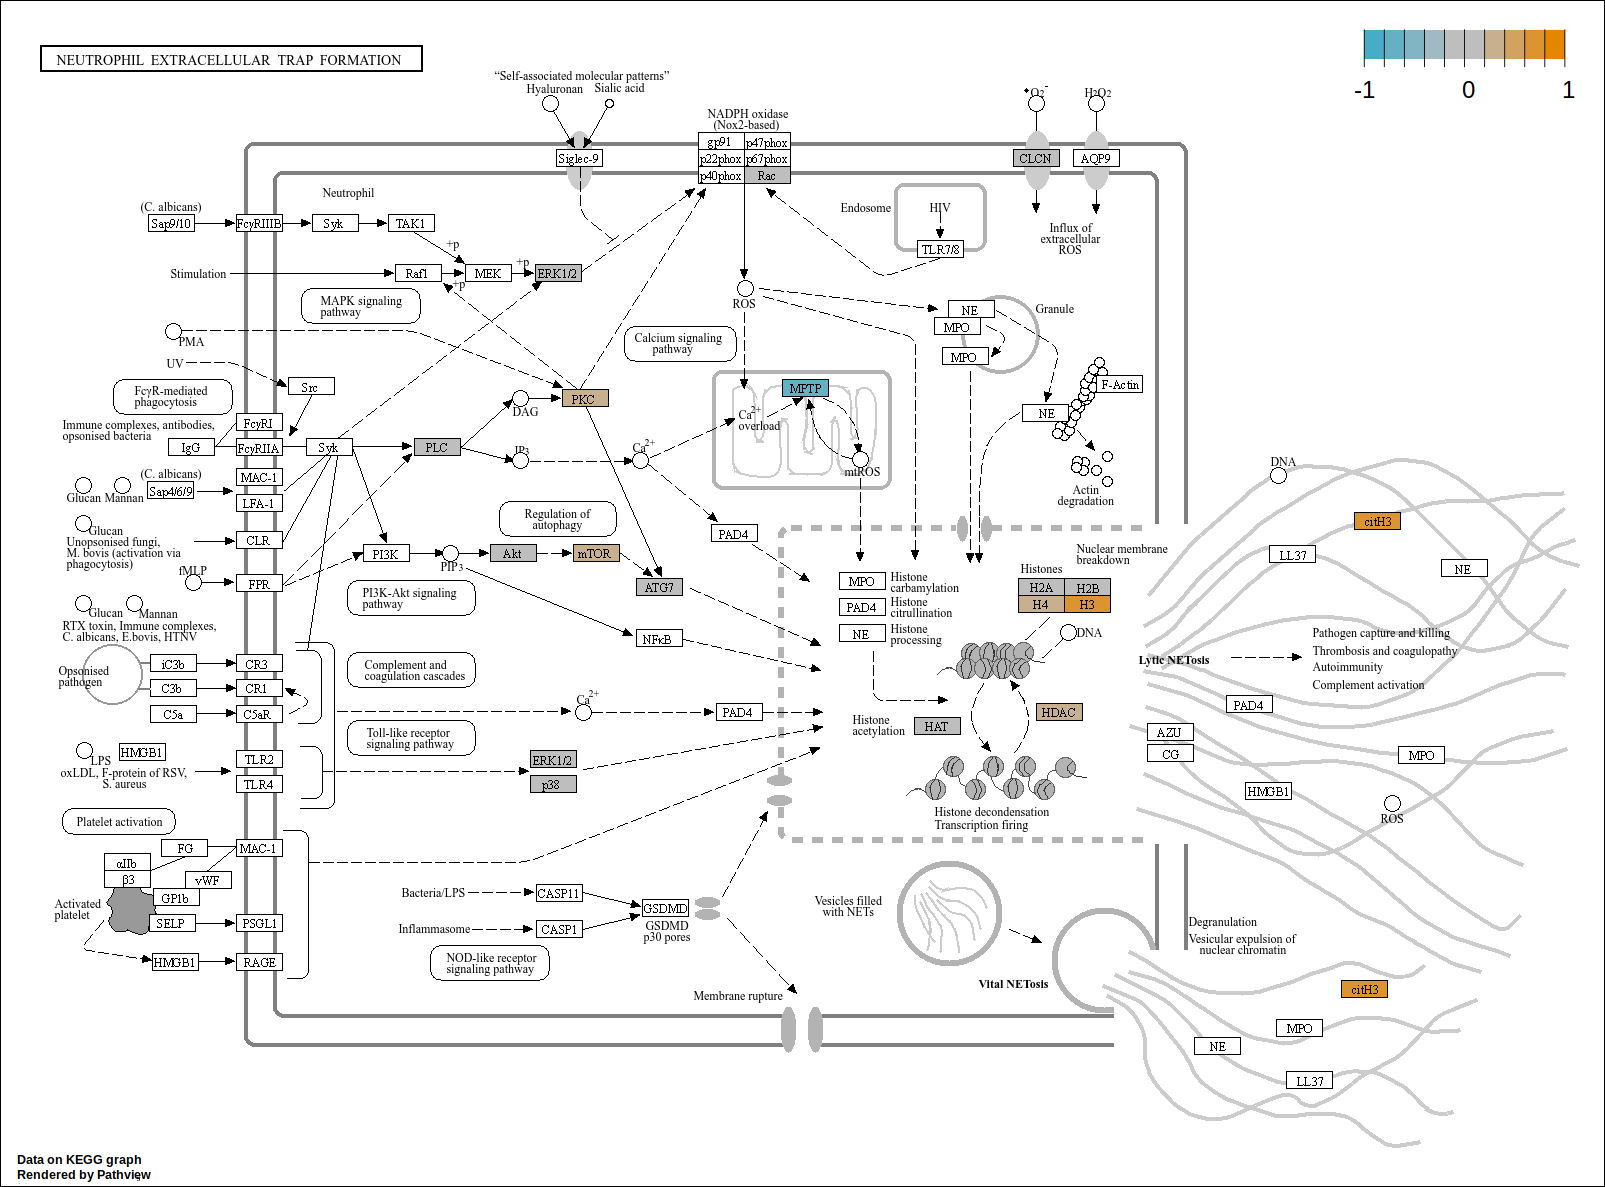 NEUTROPHIL EXTRACELLULAR TRAP FORMATION
-1 0 1
“Self-associated molecular patterns”
Hyaluronan Sialic acid
NADPH oxidase
(Nox2-based)
gp91 p47phox
p22phox p67phox
p40phox Rac
Siglec-9
•O2-
H2O2
CLCN
AQP9
Influx of
extracellular
ROS
Neutrophil
Endosome
HIV
TLR7/8
(C. albicans)
Sap9/10
FcγRIIIB
Syk
TAK1
+p
Stimulation
Raf1
MEK
+p
ERK1/2
+p
MAPK signaling
pathway
ROS
NE
MPO
MPO
Granule
PMA
UV
Src
Calcium signaling
pathway
FcγR-mediated
phagocytosis
DAG
PKC
MPTP
Ca2+
overload
mtROS
F-Actin
NE
Actin
degradation
Immune complexes, antibodies,
opsonised bacteria
FcγRI
IgG
FcγRIIA
Syk
PLC
IP3
Ca2+
(C. albicans)
MAC-1
Glucan Mannan
Sap4/6/9
LFA-1
Glucan
Unopsonised fungi,
M. bovis (activation via
phagocytosis)
CLR
fMLP
FPR
Regulation of
autophagy
PAD4
PI3K
PIP3
Akt
mTOR
ATG7
PI3K-Akt signaling
pathway
NFκB
Glucan Mannan
RTX toxin, Immune complexes,
C. albicans, E.bovis, HTNV
Opsonised
pathogen
iC3b
CR3
C3b
CR1
C5a
C5aR
Complement and
coagulation cascades
Ca2+
PAD4
Toll-like receptor
signaling pathway
LPS
HMGB1
oxLDL, F-protein of RSV,
S. aureus
TLR2
TLR4
ERK1/2
p38
Nuclear membrane
breakdown
MPO
Histone
carbamylation
PAD4
Histone
citrullination
NE
Histone
processing
Histones
H2A H2B
H4 H3
DNA
Histone
acetylation
HAT
HDAC
Histone decondensation
Transcription firing
DNA
citH3
LL37
NE
Lytic NETosis
Pathogen capture and killing
Thrombosis and coagulopathy
Autoimmunity
Complement activation
PAD4
AZU
CG
MPO
HMGB1
ROS
Platelet activation
FG
MAC-1
αIIb
β3
vWF
GP1b
Activated
platelet
SELP
PSGL1
HMGB1
RAGE
Bacteria/LPS
CASP11
Inflammasome
CASP1
GSDMD
GSDMD
p30 pores
NOD-like receptor
signaling pathway
Membrane rupture
Vesicles filled
with NETs
Vital NETosis
Degranulation
Vesicular expulsion of
nuclear chromatin
citH3
MPO
NE
LL37
Data on KEGG graph
Rendered by Pathview